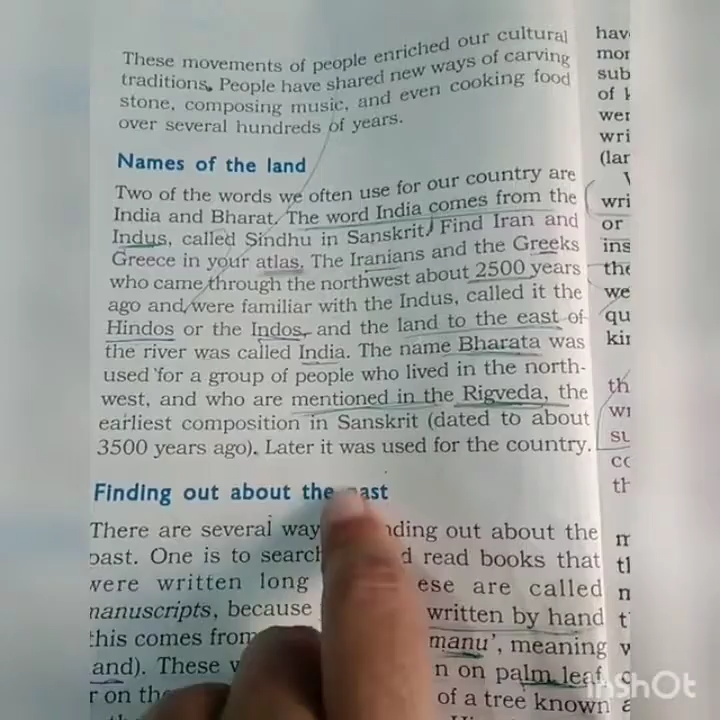 These movements of people enriched our cultural
traditions. People have shared new ways of carving
stone, composing music, and even cooking food
over several hundreds of years.
Names of the land
Two of the words we often use for our country are
India and Bharat. The word India comes from the
Indus, called Sindhu in Sanskrit. Find Iran and
Greece in your atlas. The Iranians and the Greeks
who came through the northwest about 2500 years
ago and were familiar with the Indus, called it the
Hindos or the Indos, and the land to the east of
the river was called India. The name Bharata was
used for a group of people who lived in the north-
west, and who are mentioned in the Rigveda, the
earliest composition in Sanskrit (dated to about
3500 years ago). Later it was used for the country.
Finding out about the past
There are several way nding out about the
past. One is to search d read books that
were written long ese are called
manuscripts, because written by hand
this comes from manu', meaning
and). These n on palm leaf
r on the of a tree known
hav
mor
sub
of
wer
wri
(lar
wri
or
ins
the
we
qu
kin
th
wr
su
co
th
InShOt